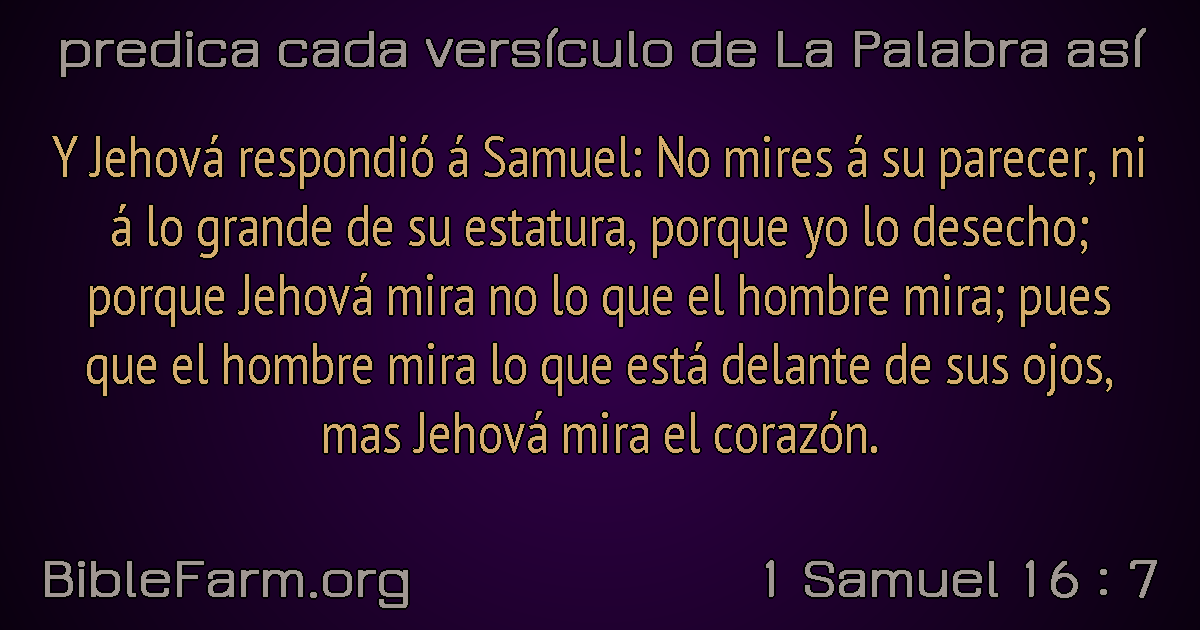 predica cada versículo de La Palabra así
Y Jehová respondió á Samuel: No mires á su parecer, ni
á lo grande de su estatura, porque yo lo desecho;
porque Jehová mira no lo que el hombre mira; pues
que el hombre mira lo que está delante de sus ojos,
mas Jehová mira el corazón.
BibleFarm.org
1 Samuel 16 : 7